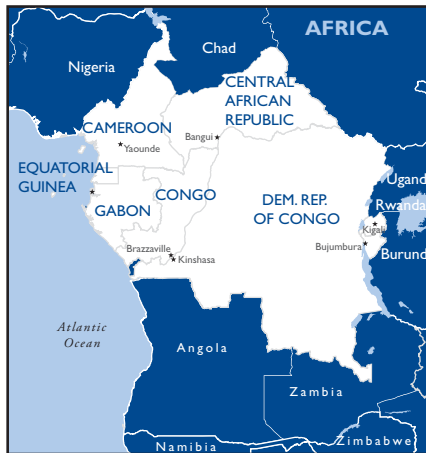 AFRICA
Chad
Nigeria
CENTRAL
AFRICAN
REPUBLIC
CAMEROON
Bangui
Yaounde
EQUATORIAL
GUINEA
CONGO
GABON
DEM. REP.
OF CONGO
Ugand
Rwanda
Kigali
Bujumbura
Burund
Brazzaville
Kinshasa
Atlantic
Ocean
Angola
Zambia
Zimbabwe
Namibia